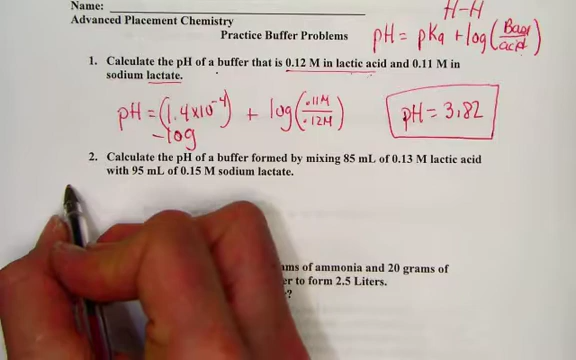 Name:
H-H
Advanced Placement Chemistry
Practice Buffer Problems
pH = pKa + log(Base/acid)
1. Calculate the pH of a buffer that is 0.12 M in lactic acid and 0.11 M in
sodium lactate.
pH = (1.4x10⁻⁴) + log(.11M/.12M)
-log
pH = 3.82
2. Calculate the pH of a buffer formed by mixing 85 mL of 0.13 M lactic acid
with 95 mL of 0.15 M sodium lactate.
of ammonia and 20 grams of
to form 2.5 Liters.
?